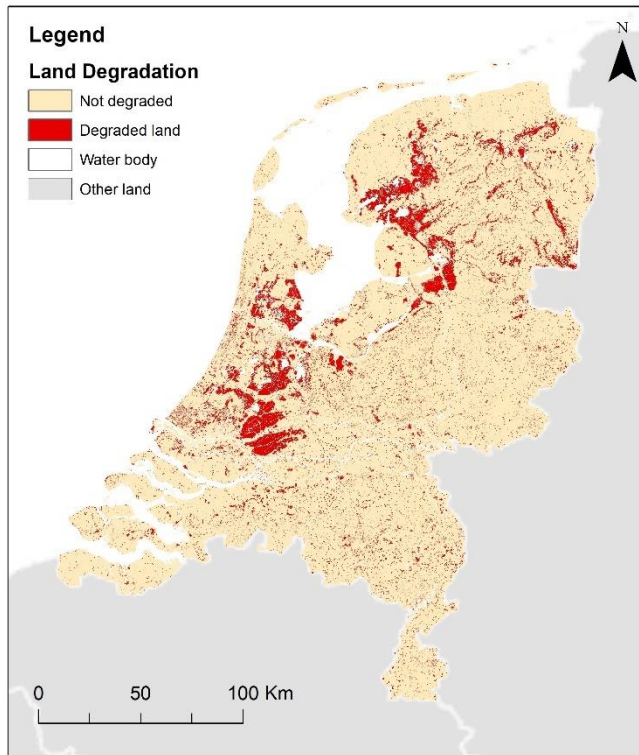 Legend
N
Land Degradation
Not degraded
Degraded land
Water body
Other land
0 50 100 Km